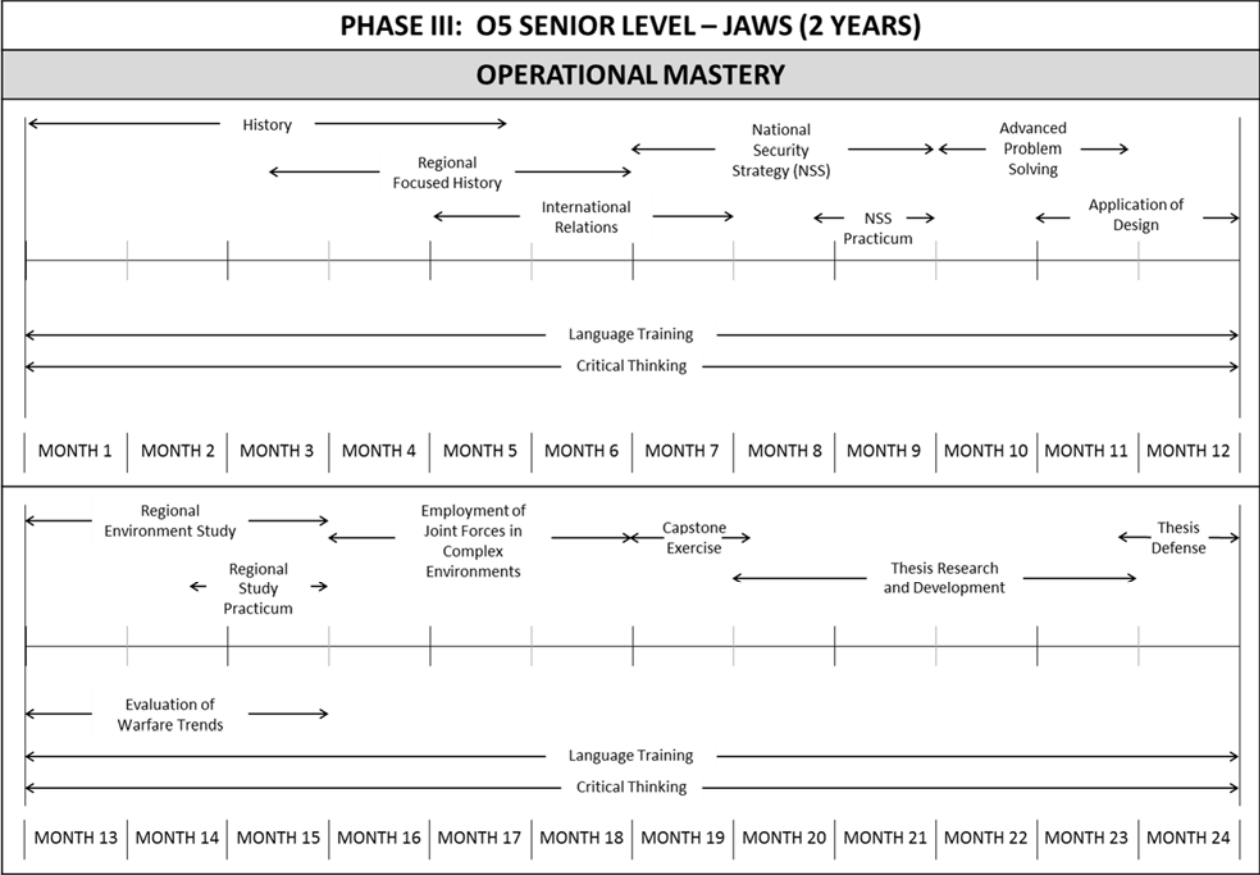 PHASE III: O5 SENIOR LEVEL – JAWS (2 YEARS)
OPERATIONAL MASTERY
History
Regional
Focused History
International
Relations
National
Security
Strategy (NSS)
NSS
Practicum
Advanced
Problem
Solving
Application of
Design
Language Training
Critical Thinking
MONTH 1 MONTH 2 MONTH 3 MONTH 4 MONTH 5 MONTH 6 MONTH 7 MONTH 8 MONTH 9 MONTH 10 MONTH 11 MONTH 12
Regional
Environment Study
Regional
Study
Practicum
Employment of
Joint Forces in
Complex
Environments
Capstone
Exercise
Thesis Research
and Development
Thesis
Defense
Evaluation of
Warfare Trends
Language Training
Critical Thinking
MONTH 13 MONTH 14 MONTH 15 MONTH 16 MONTH 17 MONTH 18 MONTH 19 MONTH 20 MONTH 21 MONTH 22 MONTH 23 MONTH 24